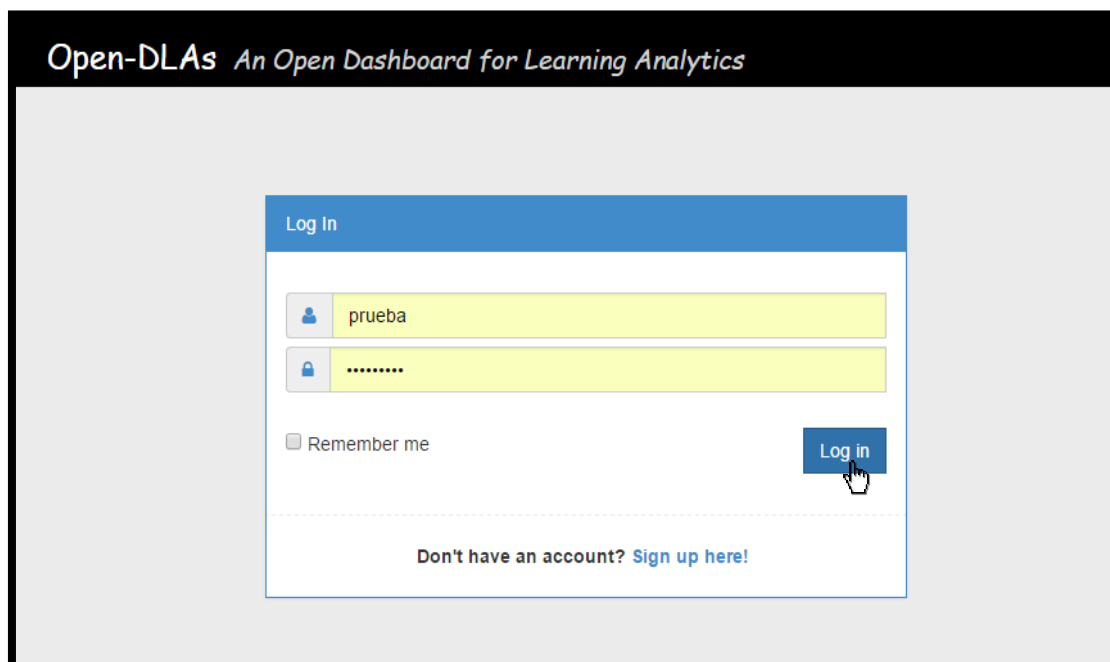 Open-DLAs An Open Dashboard for Learning Analytics
Log In
prueba
•••••••••
Remember me
Log in
Don't have an account? Sign up here!